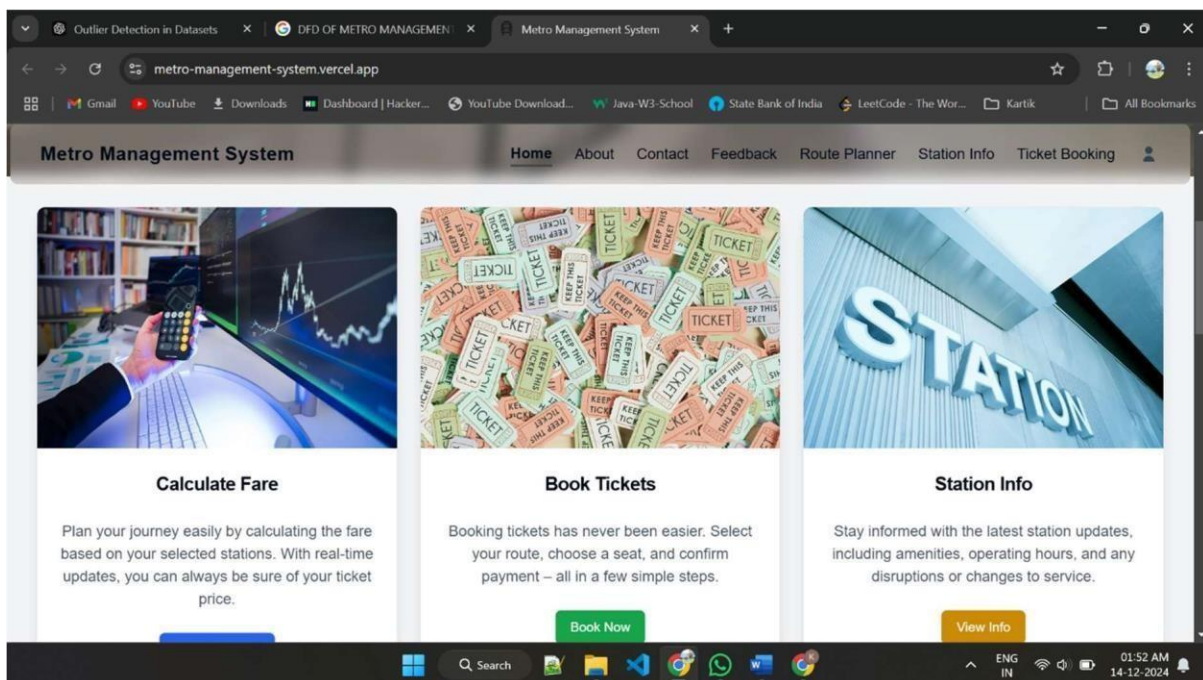 Outlier Detection in Datasets
DFD OF METRO MANAGEMENT
Metro Management System
metro-management-system.vercel.app
Gmail
YouTube
Downloads
Dashboard | Hacker...
YouTube Download...
Java-W3-School
State Bank of India
LeetCode - The Wor...
Kartik
All Bookmarks
Metro Management System
Home
About
Contact
Feedback
Route Planner
Station Info
Ticket Booking
TICKET
KEEP THIS
TICKET
STATION
Calculate Fare
Plan your journey easily by calculating the fare
based on your selected stations. With real-time
updates, you can always be sure of your ticket
price.
Book Tickets
Booking tickets has never been easier. Select
your route, choose a seat, and confirm
payment – all in a few simple steps.
Book Now
Station Info
Stay informed with the latest station updates,
including amenities, operating hours, and any
disruptions or changes to service.
View Info
Search
ENG
IN
01:52 AM
14-12-2024